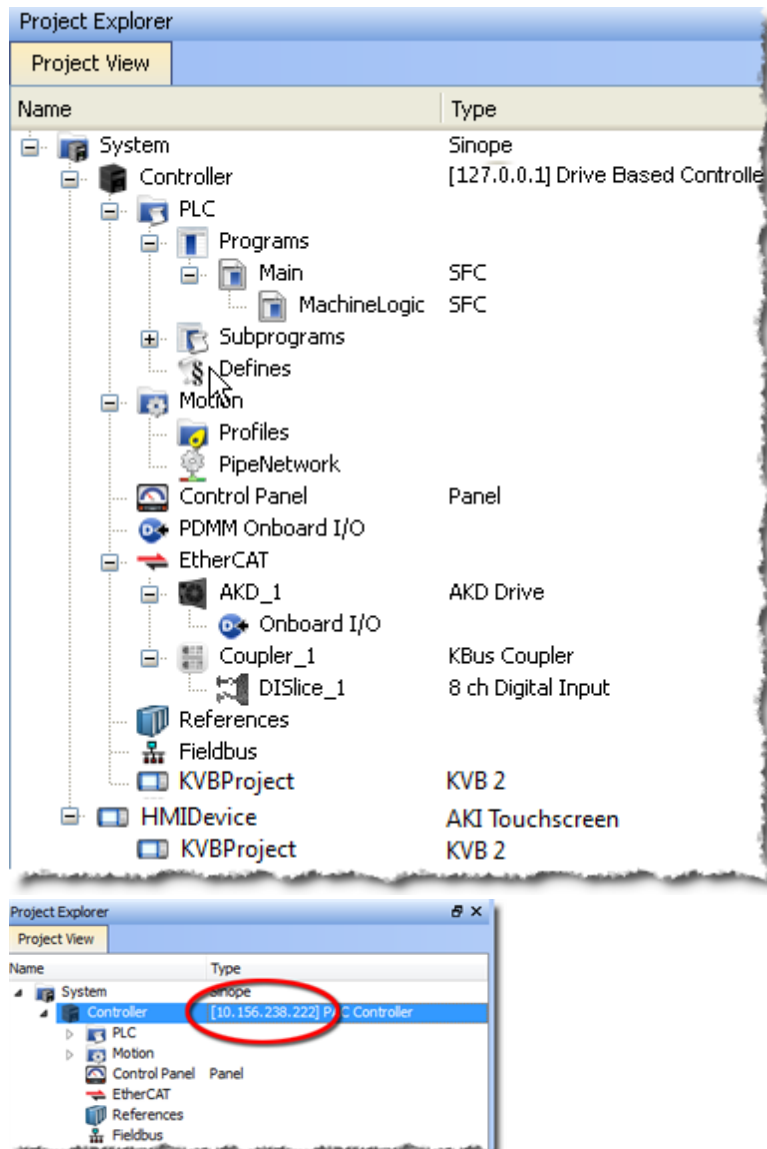 Project Explorer
Project View
Name Type
System Sinope
Controller [127.0.0.1] Drive Based Controlle
PLC
Programs
Main SFC
MachineLogic SFC
Subprograms
Defines
Motion
Profiles
PipeNetwork
Control Panel Panel
PDMM Onboard I/O
EtherCAT
AKD_1 AKD Drive
Onboard I/O
Coupler_1 KBus Coupler
DISlice_1 8 ch Digital Input
References
Fieldbus
KVBProject KVB 2
HMIDevice AKI Touchscreen
KVBProject KVB 2
Project Explorer
Project View
Name Type
System Sinope
Controller [10.156.238.222] PAC Controller
PLC
Motion
Control Panel Panel
EtherCAT
References
Fieldbus